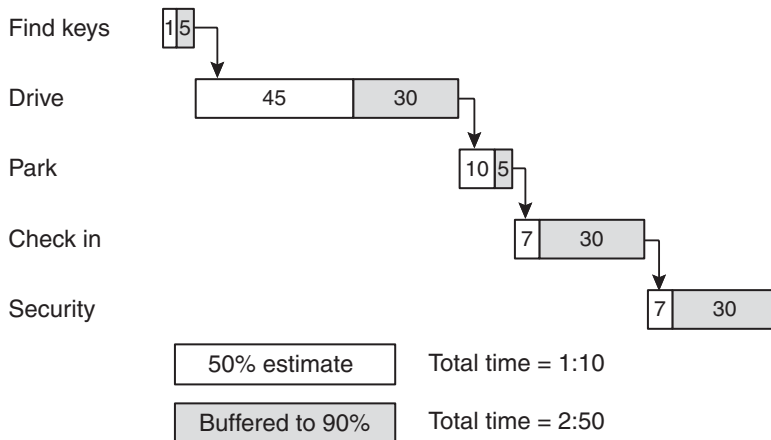 Find keys
1 5
Drive
45 30
Park
10 5
Check in
7 30
Security
7 30
50% estimate Total time = 1:10
Buffered to 90% Total time = 2:50